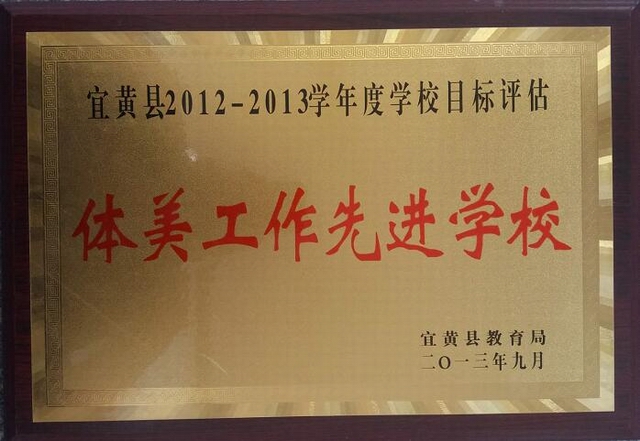 宜黄县2012-2013学年度学校目标评估
体美工作先进学校
宜黄县教育局
二〇一三年九月